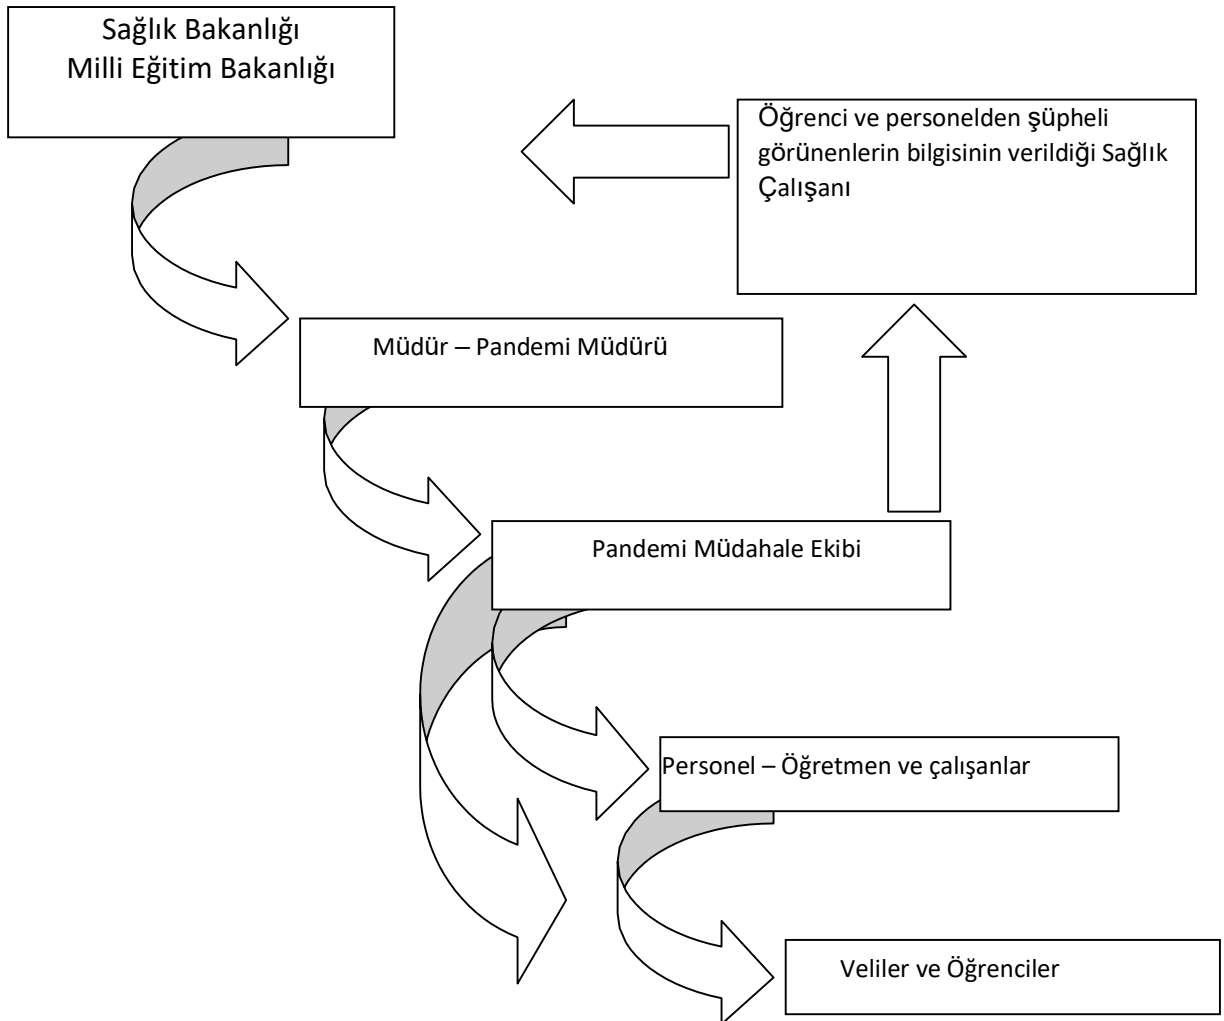 Sağlık Bakanlığı
Milli Eğitim Bakanlığı
Öğrenci ve personelden şüpheli
görünenlerin bilgisinin verildiği Sağlık
Çalışanı
Müdür – Pandemi Müdürü
Pandemi Müdahale Ekibi
Personel – Öğretmen ve çalışanlar
Veliler ve Öğrenciler